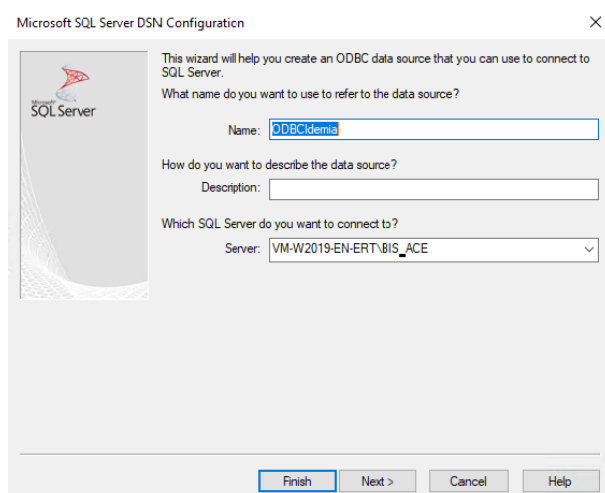 Microsoft SQL Server DSN Configuration
Microsoft
SQL Server
This wizard will help you create an ODBC data source that you can use to connect to
SQL Server.
What name do you want to use to refer to the data source?
Name: ODBCIdemia
How do you want to describe the data source?
Description:
Which SQL Server do you want to connect to?
Server: VM-W2019-EN-ERT\BIS_ACE
Finish
Next >
Cancel
Help